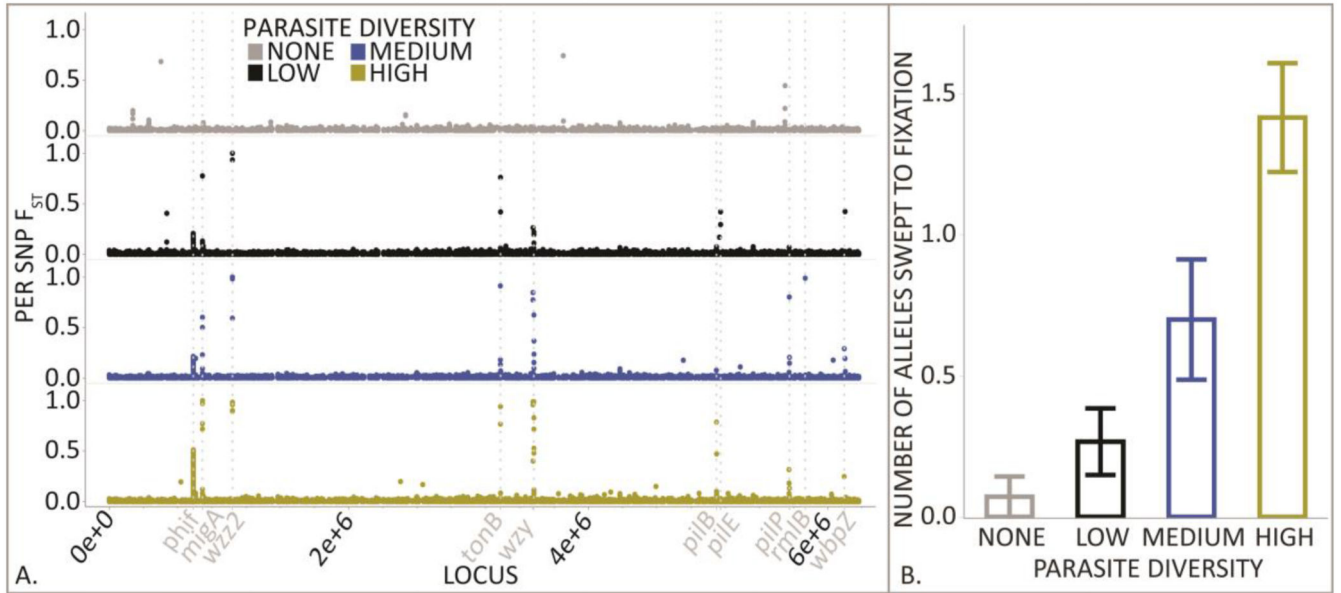 PARASITE DIVERSITY
NONE MEDIUM
LOW HIGH
PER SNP F_ST
1.0
0.5
0.0
1.0
0.5
0.0
1.0
0.5
0.0
1.0
0.5
0.0
0e+0 phif migA wzz2 2e+6 tonB wzy 4e+6 pilB pilE pilP rmlB 6e+6 wbpZ
LOCUS
A.
NUMBER OF ALLELES SWEPT TO FIXATION
1.5
1.0
0.5
0.0
NONE LOW MEDIUM HIGH
PARASITE DIVERSITY
B.